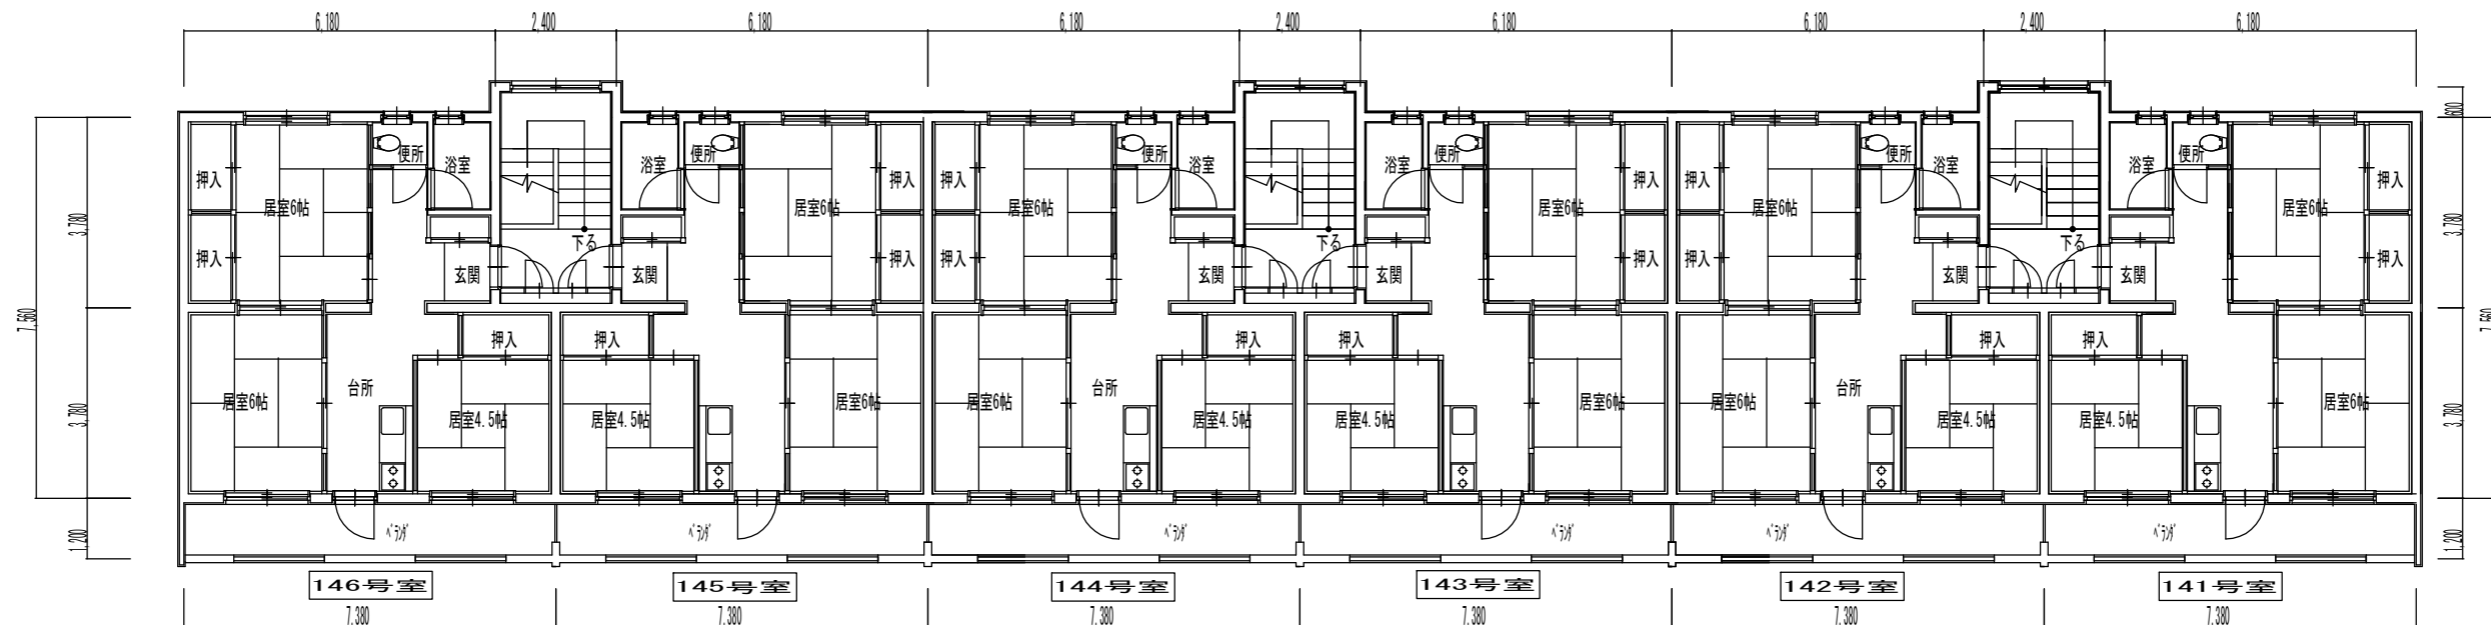 6,180 2,400 6,180 6,180 2,400 6,180 6,180 2,400 6,180
600
便所 浴室 浴室 便所 便所 浴室 浴室 便所 便所 浴室 浴室 便所
押入 押入 押入 押入 押入 押入
居室6帖 居室6帖 居室6帖 居室6帖 居室6帖 居室6帖
3,780 3,780
下る 下る 下る
押入 押入 押入 押入 押入 押入
玄関 玄関 玄関 玄関 玄関 玄関
7,560 7,560
押入 押入 押入 押入 押入 押入
台所 台所 台所
居室6帖 居室6帖 居室6帖 居室6帖 居室6帖 居室6帖
3,780 3,780
居室4.5帖 居室4.5帖 居室4.5帖 居室4.5帖 居室4.5帖 居室4.5帖
1,200 ベランダ ベランダ ベランダ ベランダ ベランダ ベランダ 1,200
146号室 145号室 144号室 143号室 142号室 141号室
7,380 7,380 7,380 7,380 7,380 7,380